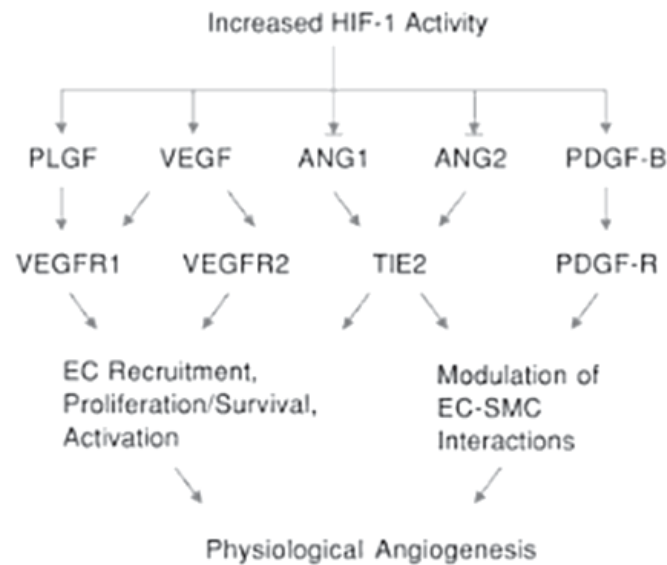 Increased HIF-1 Activity
PLGF VEGF ANG1 ANG2 PDGF-B
VEGFR1 VEGFR2 TIE2 PDGF-R
EC Recruitment,
Proliferation/Survival,
Activation
Modulation of
EC-SMC
Interactions
Physiological Angiogenesis